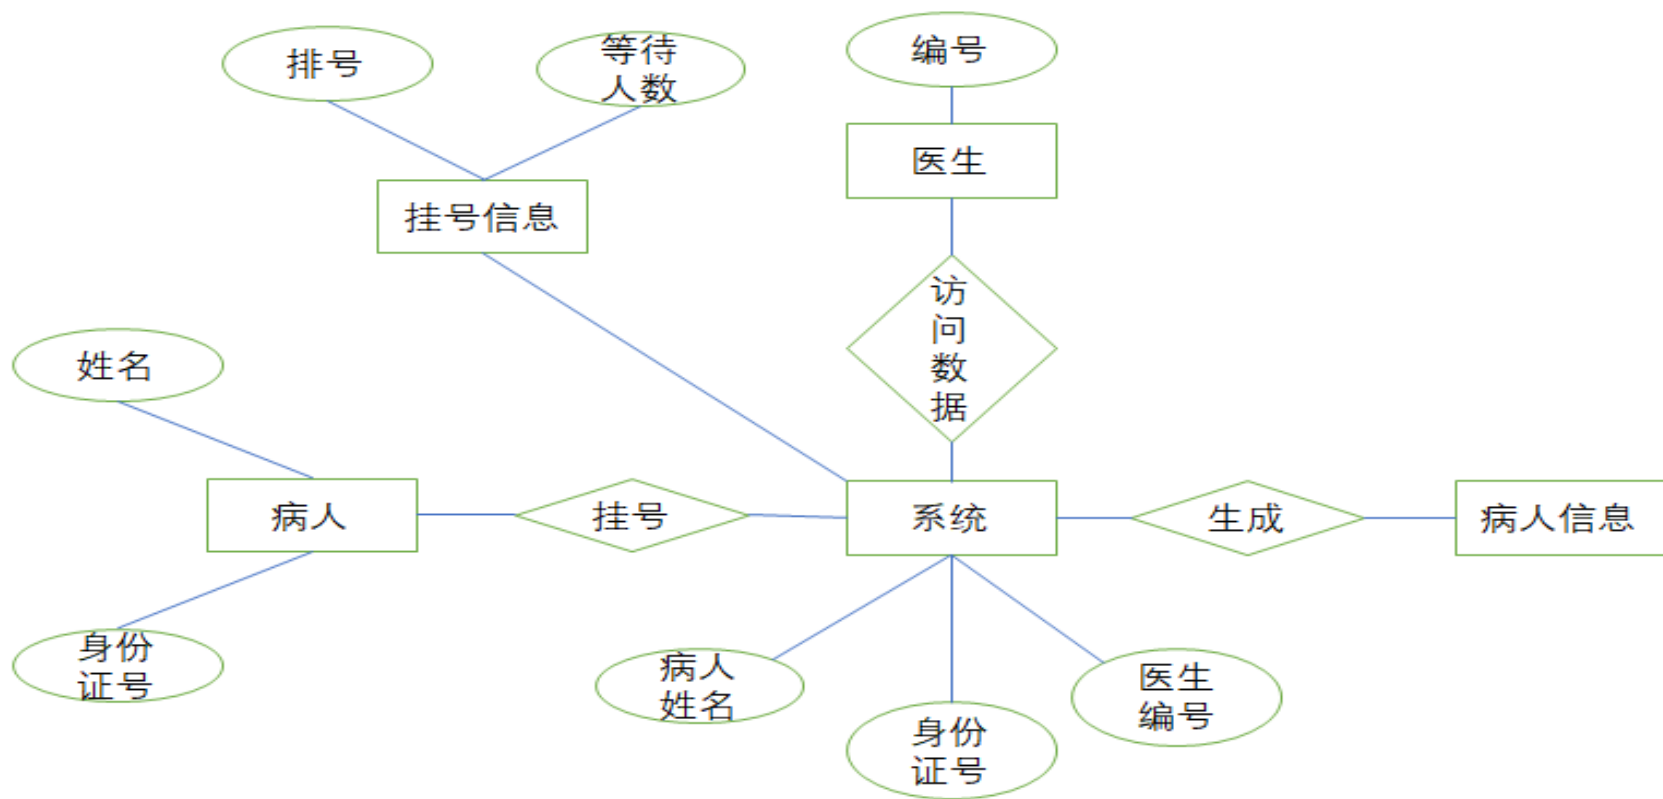 排号
等待
人数
编号
医生
挂号信息
访
问
数
据
姓名
病人
挂号
系统
生成
病人信息
身份
证号
病人
姓名
身份
证号
医生
编号